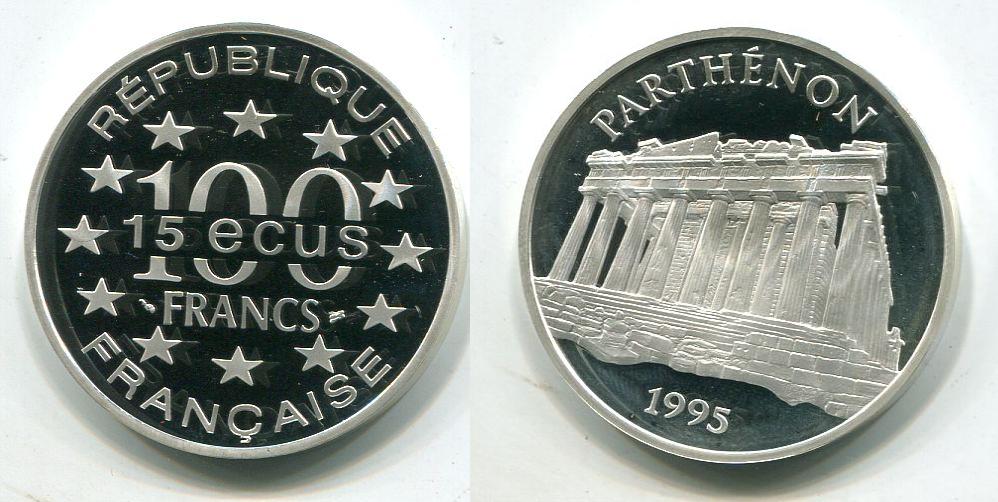 RÉPUBLIQUE
100
15 ecus
FRANCS
FRANÇAISE
PARTHÉNON
1995